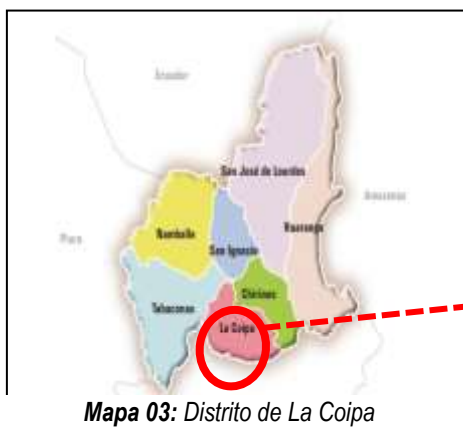 Ecuador
San José de Lourdes
Amazonas
Huarango
Namballe
Piura
San Ignacio
Chirinos
Tabaconas
La Coipa
Mapa 03: Distrito de La Coipa